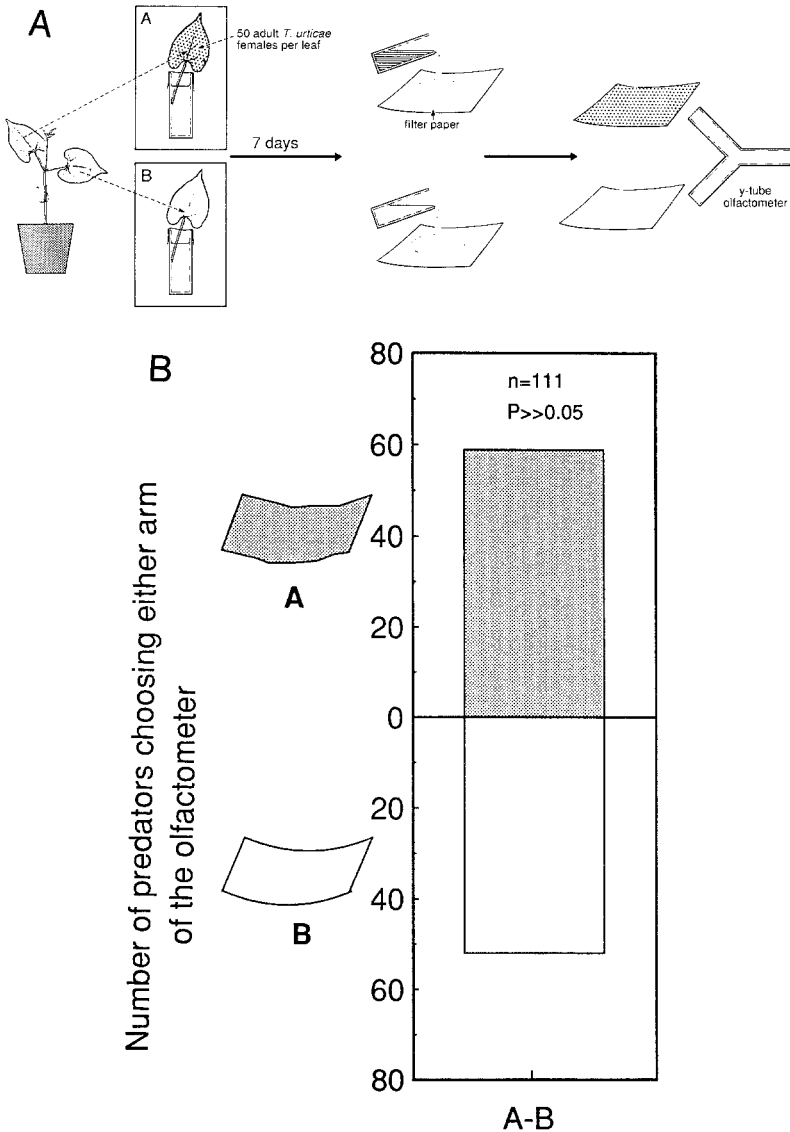 A
A
50 adult T. urticae
females per leaf
B
7 days
filter paper
y-tube
olfactometer
B
Number of predators choosing either arm
of the olfactometer
A
B
80
60
40
20
0
20
40
60
80
n=111
P>>0.05
A-B